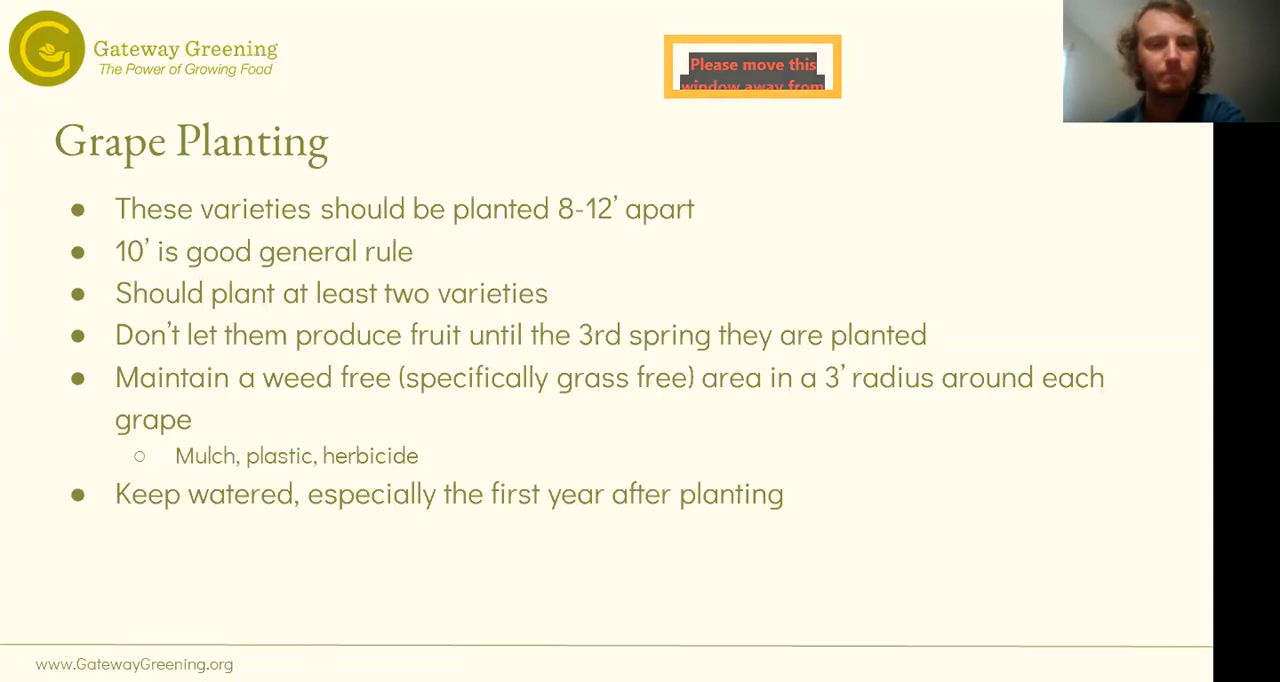 Gateway Greening
The Power of Growing Food
Please move this
window away from
Grape Planting
● These varieties should be planted 8-12’ apart
● 10’ is good general rule
● Should plant at least two varieties
● Don’t let them produce fruit until the 3rd spring they are planted
● Maintain a weed free (specifically grass free) area in a 3’ radius around each
grape
○ Mulch, plastic, herbicide
● Keep watered, especially the first year after planting
www.GatewayGreening.org